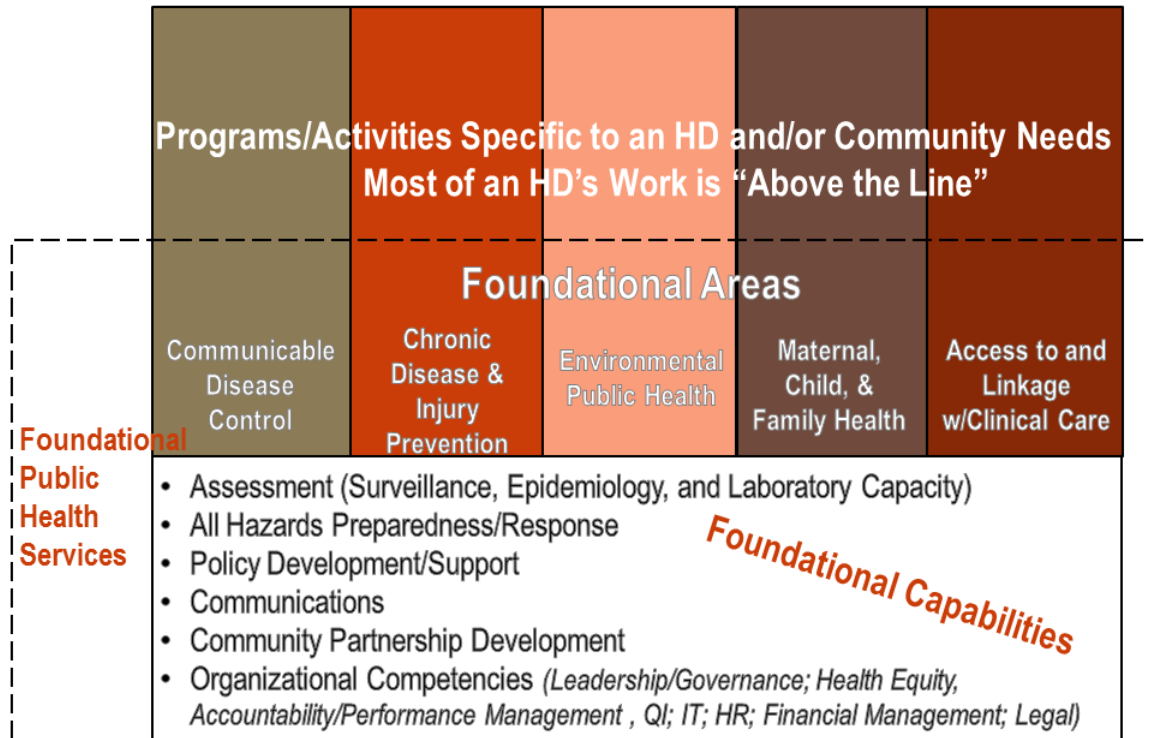 Programs/Activities Specific to an HD and/or Community Needs
Most of an HD's Work is “Above the Line”
Foundational Areas
Communicable
Disease
Control
Chronic
Disease &
Injury
Prevention
Environmental
Public Health
Maternal,
Child, &
Family Health
Access to and
Linkage
w/Clinical Care
Foundational
Public
Health
Services
• Assessment (Surveillance, Epidemiology, and Laboratory Capacity)
• All Hazards Preparedness/Response
• Policy Development/Support
• Communications
• Community Partnership Development
• Organizational Competencies (Leadership/Governance; Health Equity,
Accountability/Performance Management , QI; IT; HR; Financial Management; Legal)
Foundational Capabilities